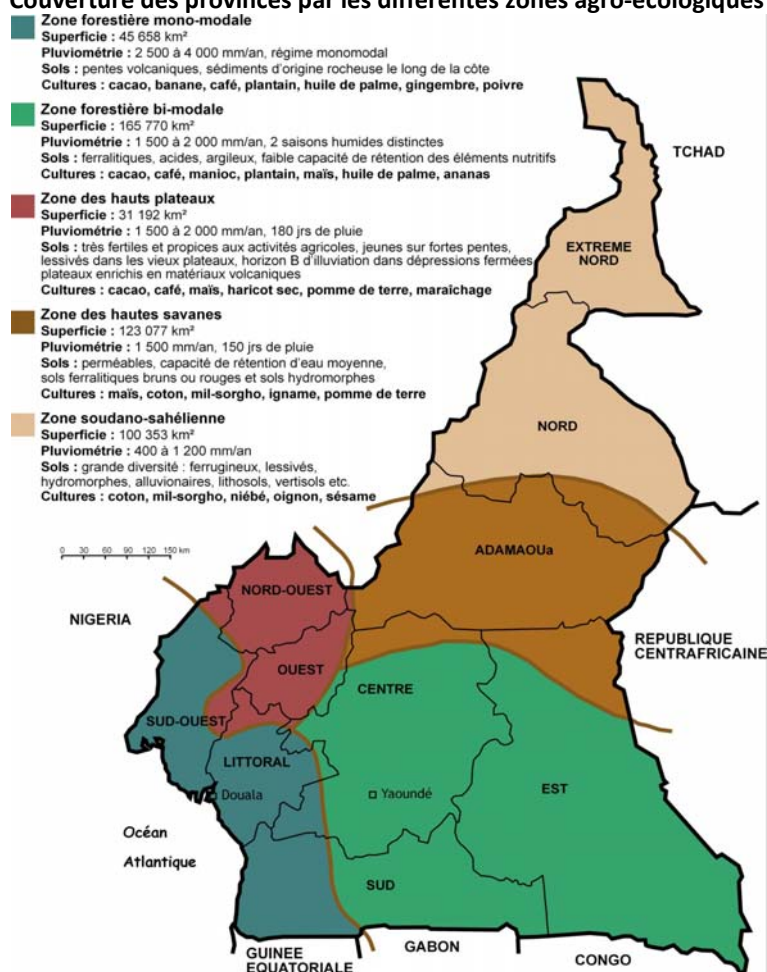 Couverture des provinces par les différentes zones agro-écologiques
Zone forestière mono-modale
Superficie : 45 658 km²
Pluviométrie : 2 500 à 4 000 mm/an, régime monomodal
Sols : pentes volcaniques, sédiments d'origine rocheuse le long de la côte
Cultures : cacao, banane, café, plantain, huile de palme, gingembre, poivre
Zone forestière bi-modale
Superficie : 165 770 km²
Pluviométrie : 1 500 à 2 000 mm/an, 2 saisons humides distinctes
Sols : ferralitiques, acides, argileux, faible capacité de rétention des éléments nutritifs
Cultures : cacao, café, manioc, plantain, maïs, huile de palme, ananas
Zone des hauts plateaux
Superficie : 31 192 km²
Pluviométrie : 1 500 à 2 000 mm/an, 180 jrs de pluie
Sols : très fertiles et propices aux activités agricoles, jeunes sur fortes pentes,
lessivés dans les vieux plateaux, horizon B d'illuviation dans dépressions fermées
plateaux enrichis en matériaux volcaniques
Cultures : cacao, café, maïs, haricot sec, pomme de terre, maraîchage
Zone des hautes savanes
Superficie : 123 077 km²
Pluviométrie : 1 500 mm/an, 150 jrs de pluie
Sols : perméables, capacité de rétention d'eau moyenne,
sols ferralitiques bruns ou rouges et sols hydromorphes
Cultures : maïs, coton, mil-sorgho, igname, pomme de terre
Zone soudano-sahélienne
Superficie : 100 353 km²
Pluviométrie : 400 à 1 200 mm/an
Sols : grande diversité : ferrugineux, lessivés,
hydromorphes, alluvionaires, lithosols, vertisols etc.
Cultures : coton, mil-sorgho, niébé, oignon, sésame
0 30 60 90 120 150 km
TCHAD
EXTREME
NORD
NORD
ADAMAOUa
NORD-OUEST
NIGERIA
REPUBLIQUE
CENTRAFRICAINE
OUEST
CENTRE
SUD-OUEST
LITTORAL
EST
Douala
Yaoundé
Océan
Atlantique
SUD
GUINEE
EQUATORIALE
GABON
CONGO